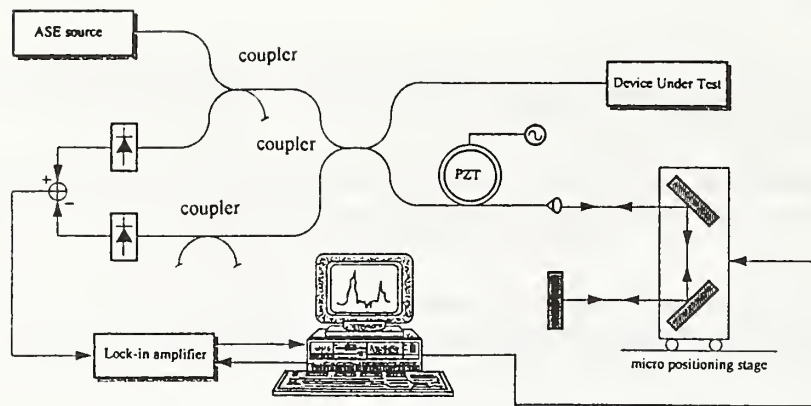 ASE source
coupler
Device Under Test
coupler
PZT
+
-
coupler
Lock-in amplifier
micro positioning stage